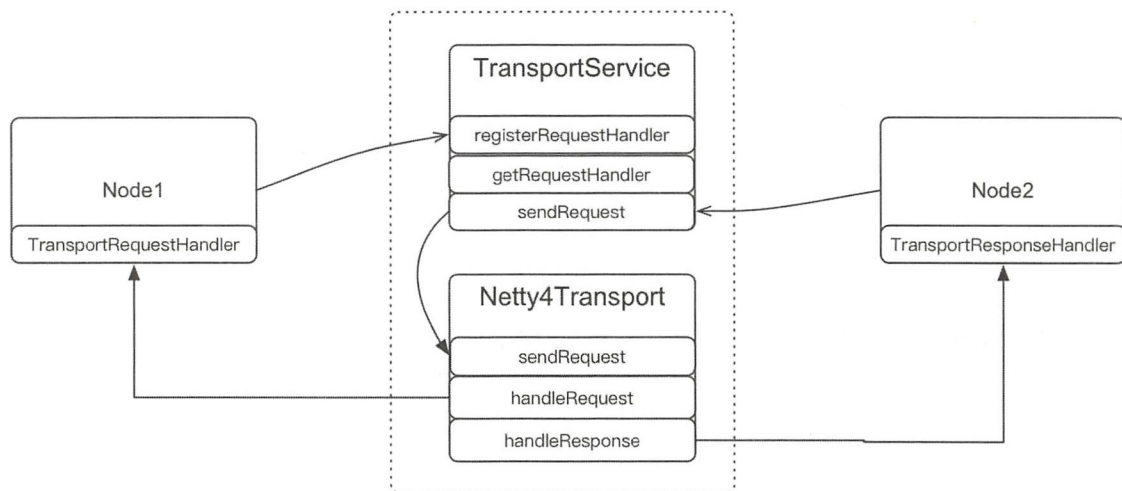 TransportService
registerRequestHandler
getRequestHandler
sendRequest
Node1
TransportRequestHandler
Node2
TransportResponseHandler
Netty4Transport
sendRequest
handleRequest
handleResponse